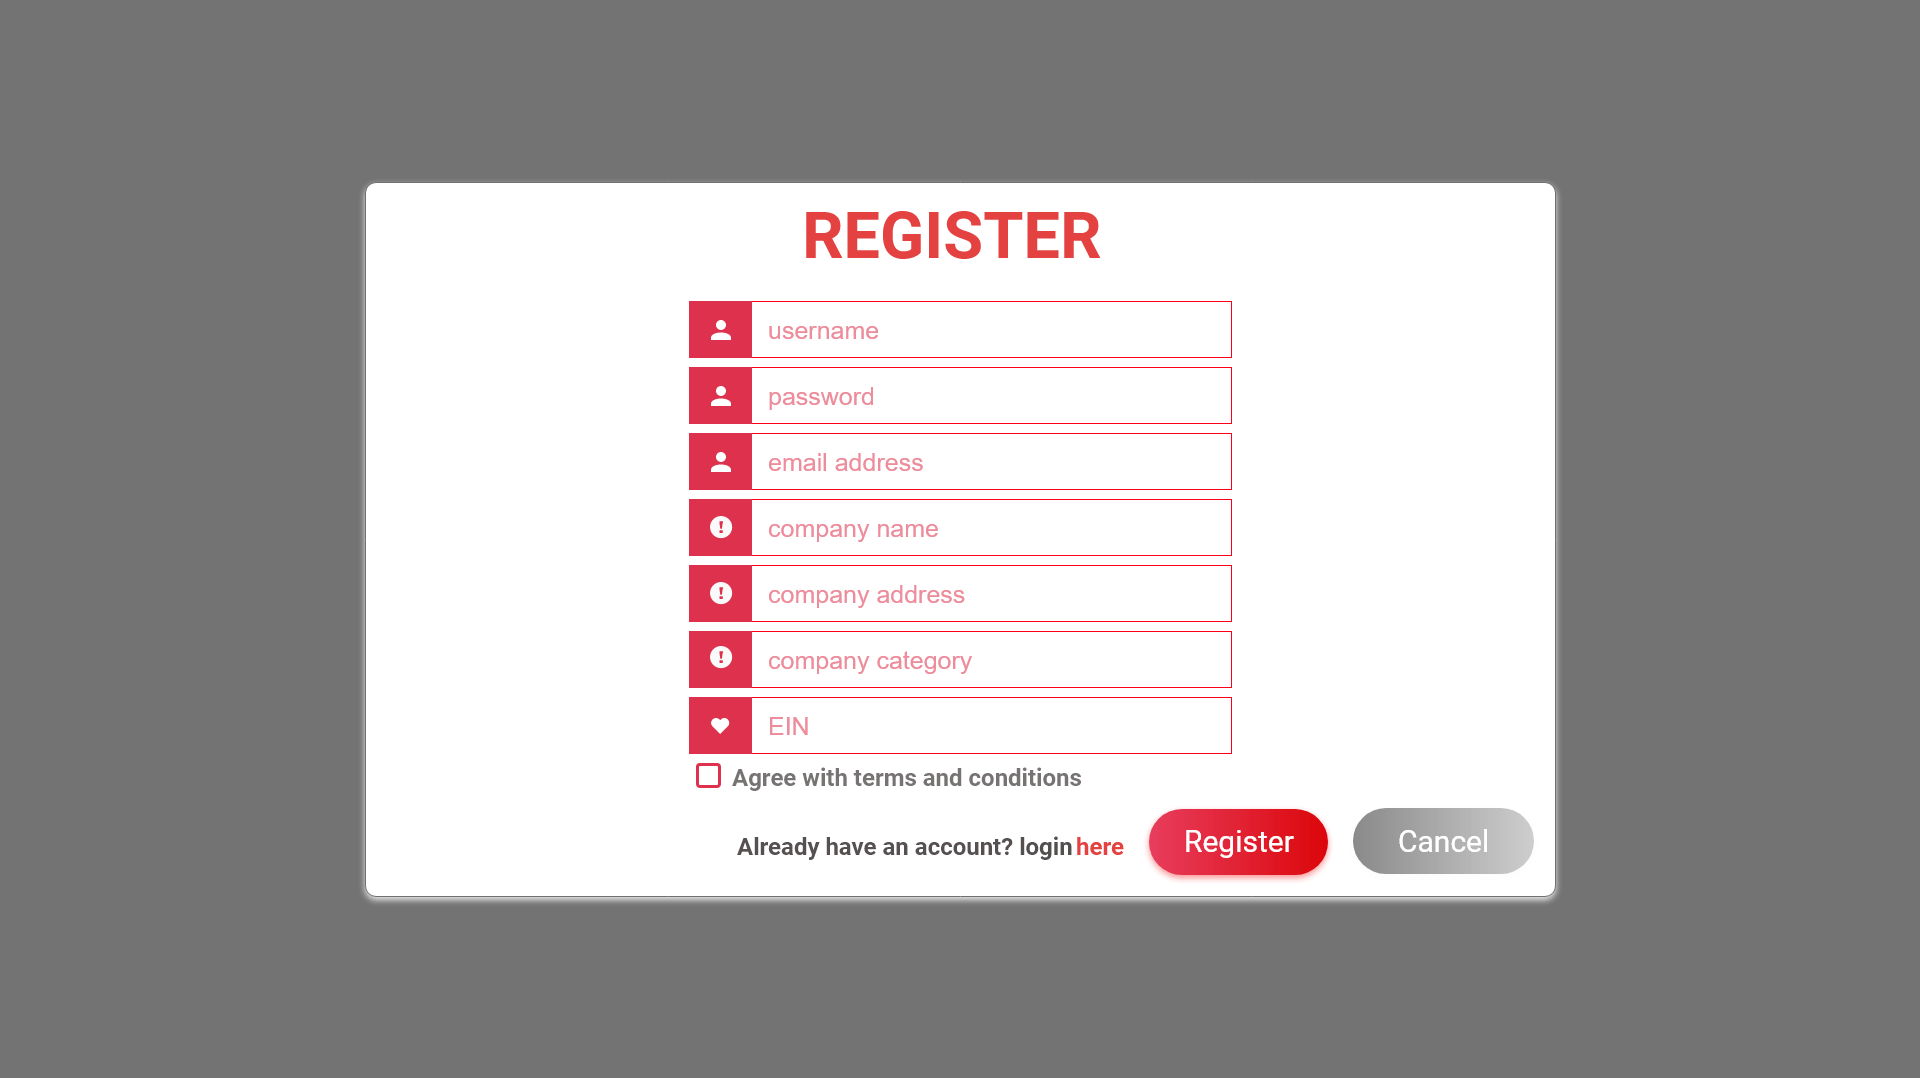 REGISTER
username
password
email address
company name
company address
company category
EIN
Agree with terms and conditions
Already have an account? login here
Register
Cancel